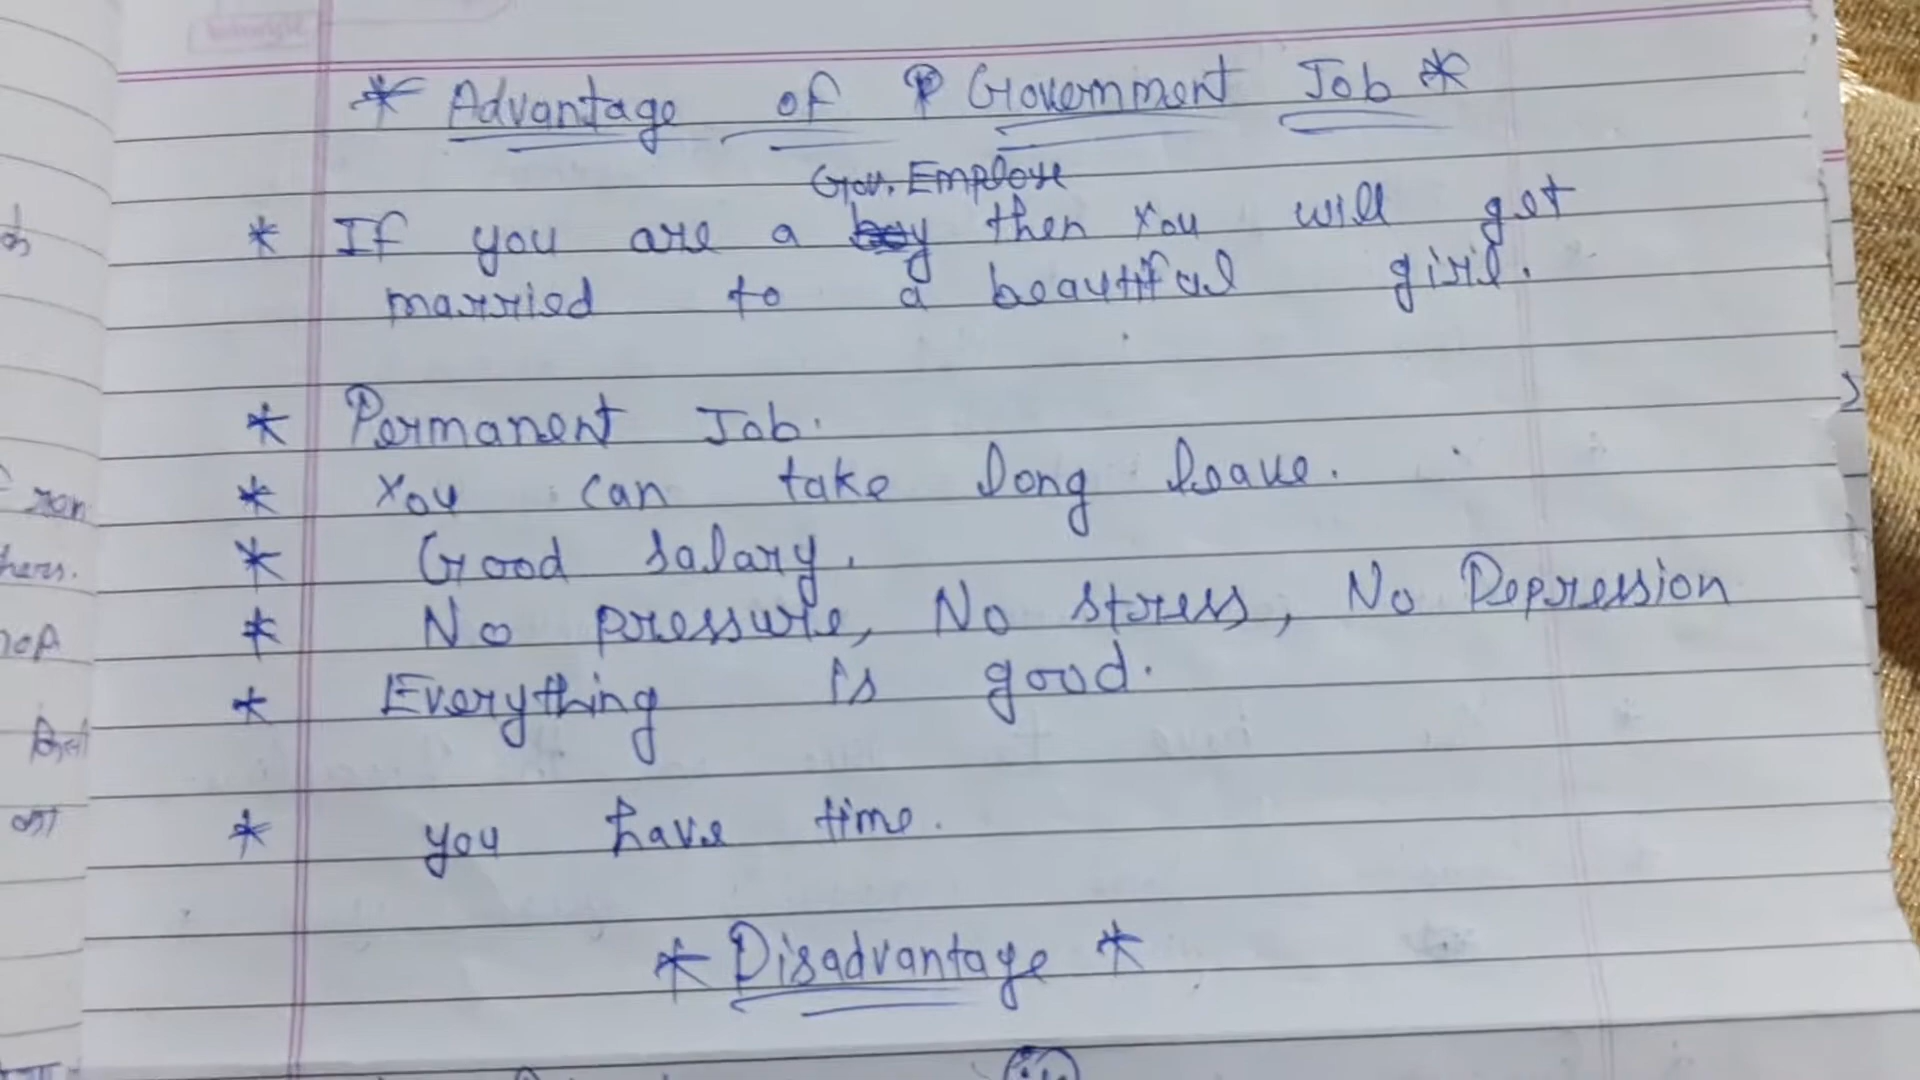 * Advantage of Government Job *
Gov. Employe
* If you are a boy then you will get
married to a beautiful girl.
* Permanent Job.
* You can take long leave.
* Good salary.
* No pressure, No stress, No Depression
* Everything is good.
* you have time.
* Disadvantage *